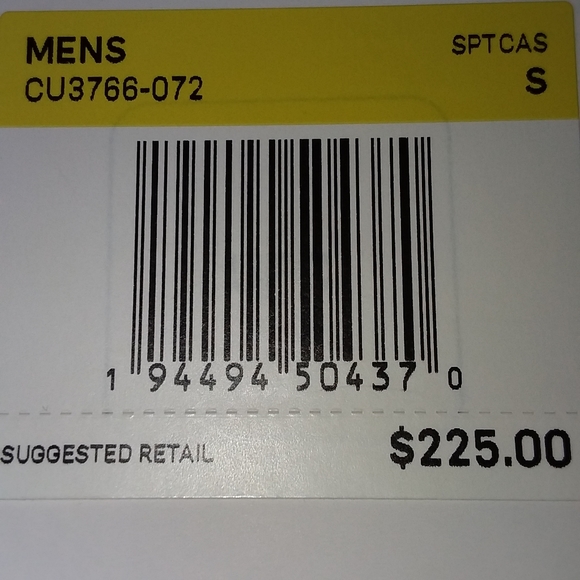 MENS SPTCAS
CU3766-072 S
1 94494 50437 0
SUGGESTED RETAIL $225.00